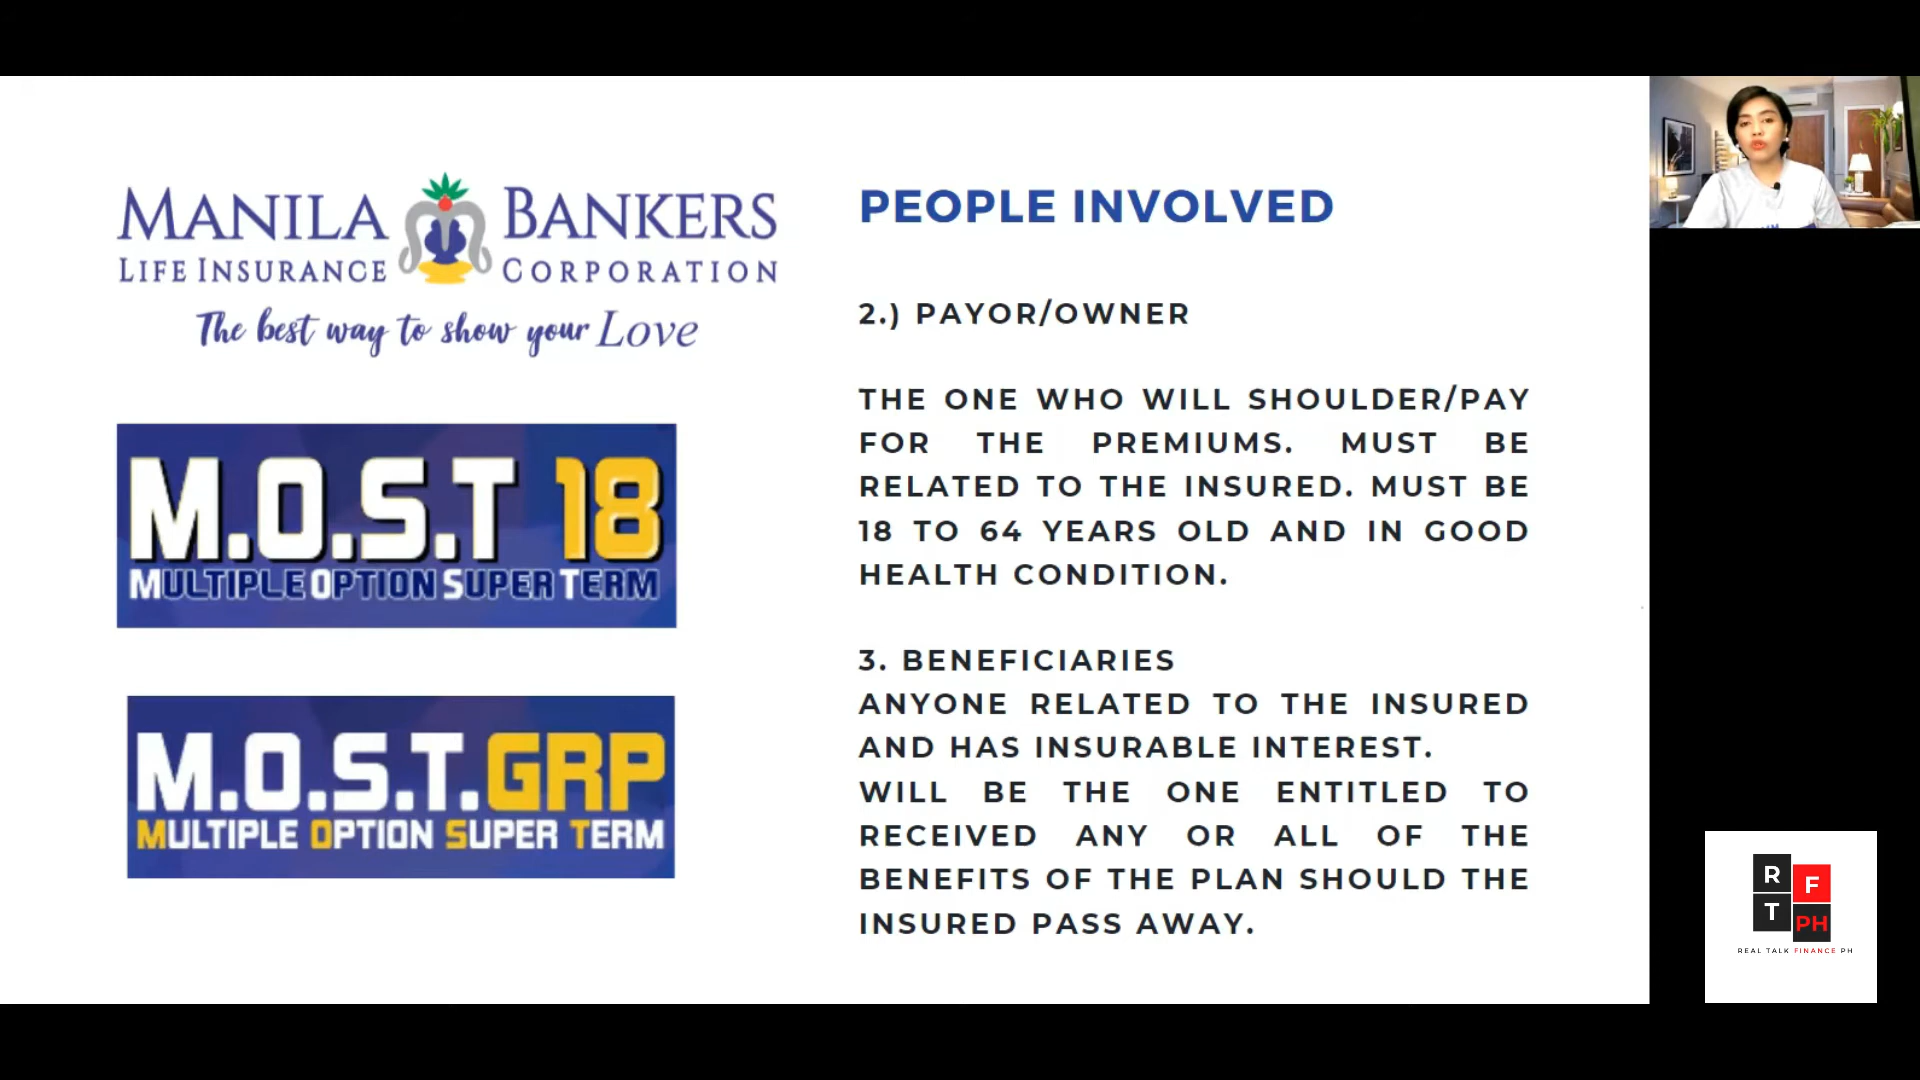 MANILA BANKERS
LIFE INSURANCE CORPORATION
The best way to show your Love
M.O.S.T 18
MULTIPLE OPTION SUPER TERM
M.O.S.T.GRP
MULTIPLE OPTION SUPER TERM
PEOPLE INVOLVED
2.) PAYOR/OWNER
THE ONE WHO WILL SHOULDER/PAY
FOR THE PREMIUMS. MUST BE
RELATED TO THE INSURED. MUST BE
18 TO 64 YEARS OLD AND IN GOOD
HEALTH CONDITION.
3. BENEFICIARIES
ANYONE RELATED TO THE INSURED
AND HAS INSURABLE INTEREST.
WILL BE THE ONE ENTITLED TO
RECEIVED ANY OR ALL OF THE
BENEFITS OF THE PLAN SHOULD THE
INSURED PASS AWAY.
R F
T PH
REAL TALK FINANCE PH